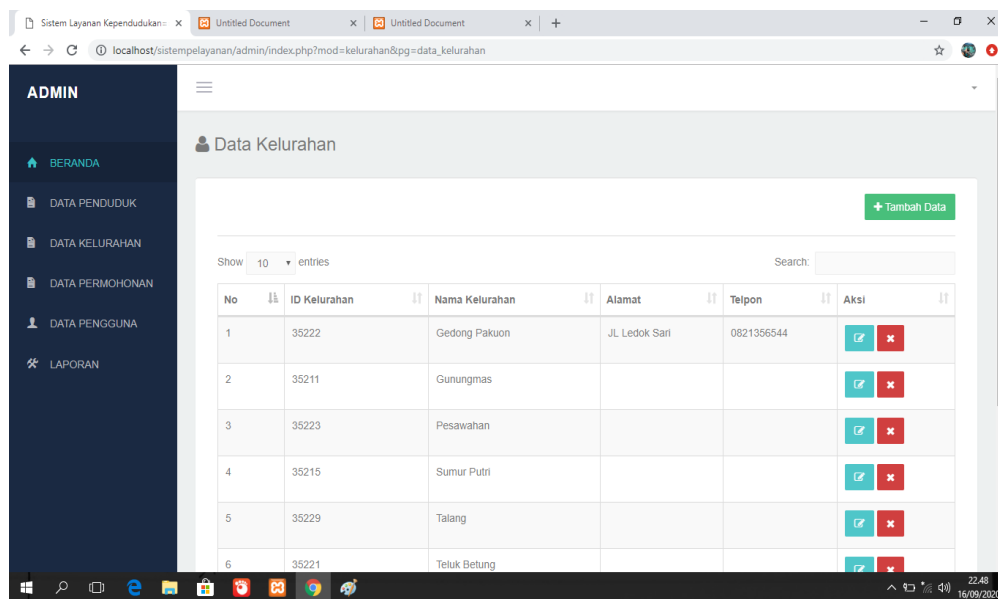 Sistem Layanan Kependudukan
Untitled Document
Untitled Document
localhost/sistempelayanan/admin/index.php?mod=kelurahan&pg=data_kelurahan
ADMIN
BERANDA
DATA PENDUDUK
DATA KELURAHAN
DATA PERMOHONAN
DATA PENGGUNA
LAPORAN
Data Kelurahan
+ Tambah Data
Show 10 entries Search:
No ID Kelurahan Nama Kelurahan Alamat Telpon Aksi
1 35222 Gedong Pakuon JL Ledok Sari 0821356544
2 35211 Gunungmas
3 35223 Pesawahan
4 35215 Sumur Putri
5 35229 Talang
6 35221 Teluk Betung
22.48
16/09/2020